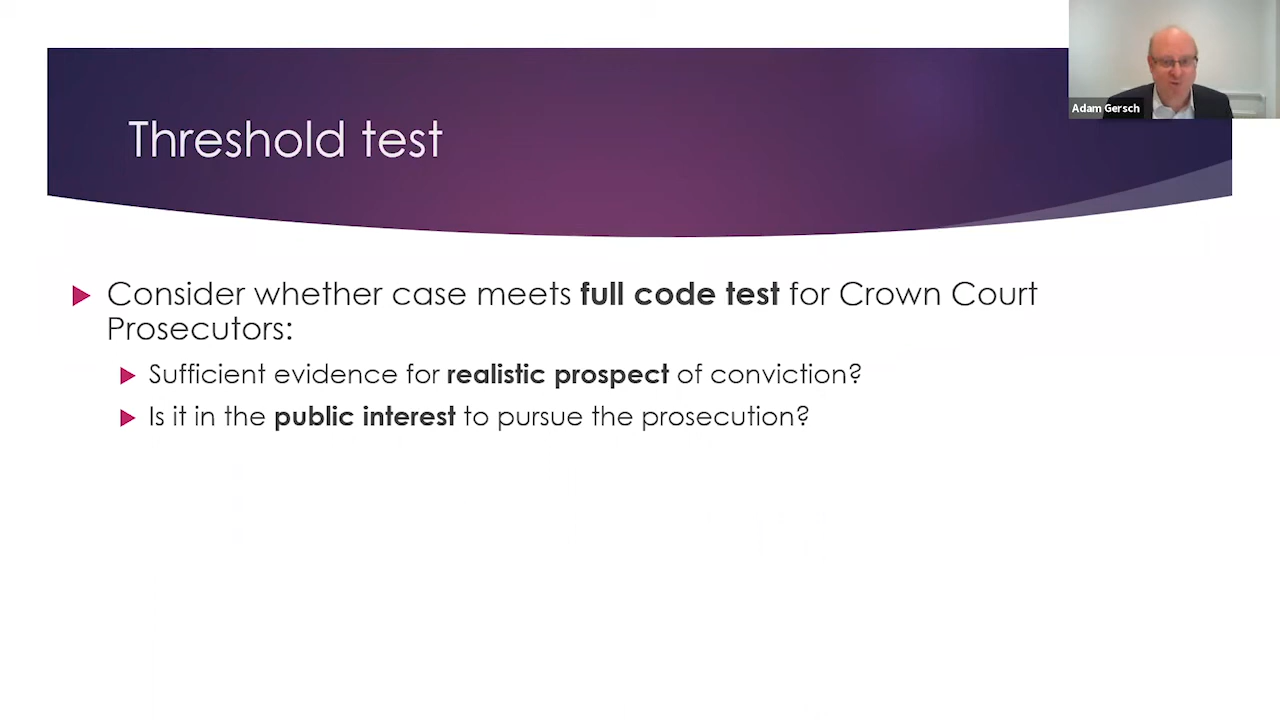 Adam Gersch
Threshold test
Consider whether case meets full code test for Crown Court
Prosecutors:
Sufficient evidence for realistic prospect of conviction?
Is it in the public interest to pursue the prosecution?